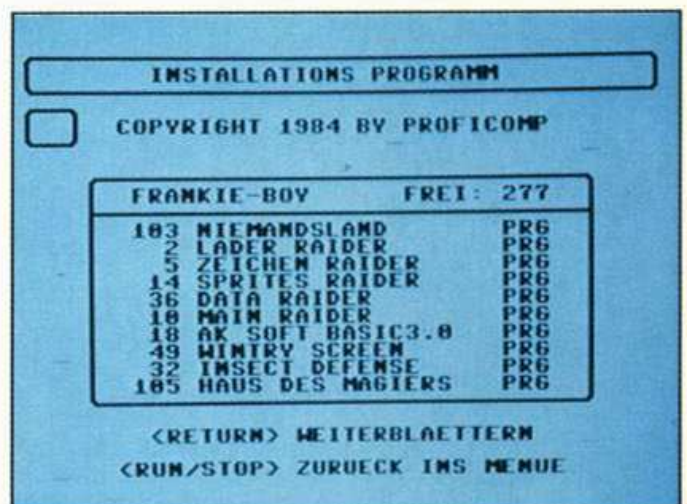 INSTALLATIONS PROGRAMM
COPYRIGHT 1984 BY PROFICOMP
FRANKIE-BOY FREI: 277
103 NIEMANDSLAND PRG
2 LADER RAIDER PRG
5 ZEICHEN RAIDER PRG
14 SPRITES RAIDER PRG
36 DATA RAIDER PRG
10 MAIN RAIDER PRG
18 AK SOFT BASIC3.0 PRG
49 WINTRY SCREEN PRG
32 INSECT DEFENSE PRG
105 HAUS DES MAGIERS PRG
<RETURN> WEITERBLAETTERN
<RUN/STOP> ZURUECK INS MENUE